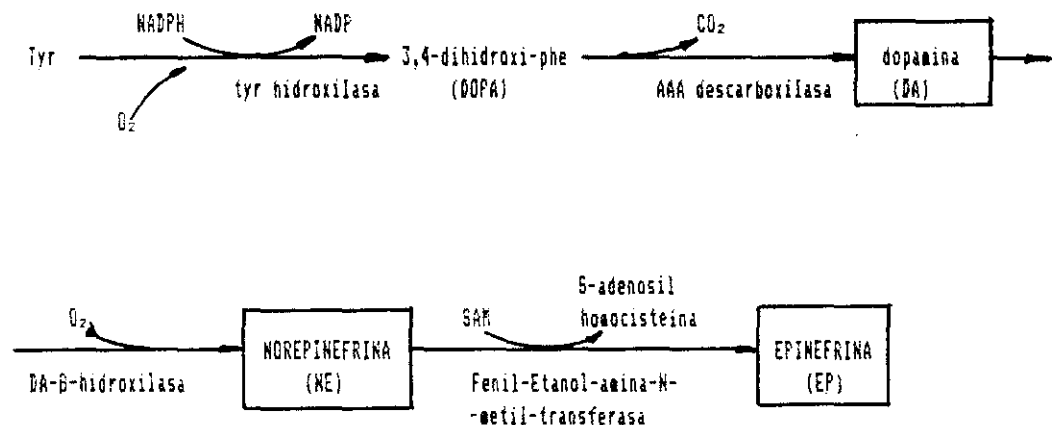 NADPH NADP CO₂
Tyr 3,4-dihidroxi-phe dopamina
tyr hidroxilasa (DOPA) AAA descarboxilasa (DA)
O₂
S-adenosil
O₂ SAM homocisteina
NOREPINEFRINA EPINEFRINA
DA-β-hidroxilasa (NE) Fenil-Etanol-amina-N- (EP)
-metil-transferasa